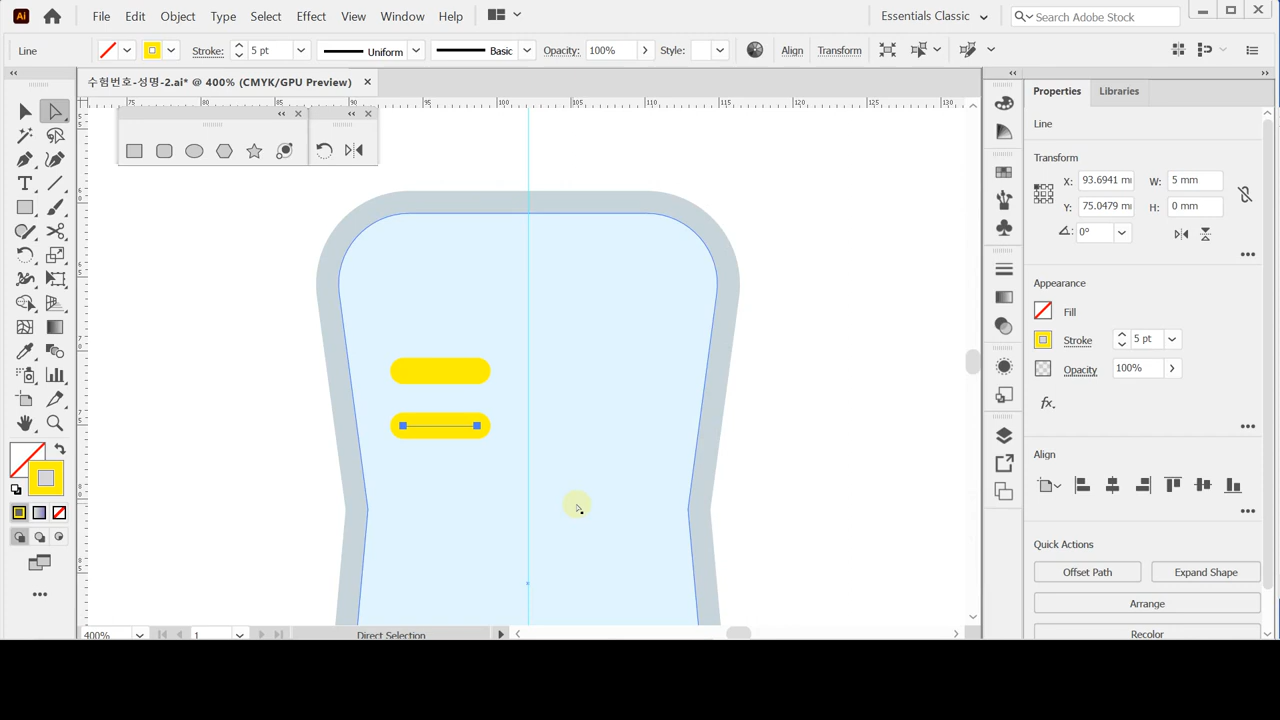 Ai File Edit Object Type Select Effect View Window Help Essentials Classic Search Adobe Stock
Line Stroke: 5 pt Uniform Basic Opacity: 100% Style: Align Transform
수험번호-성명-2.ai* @ 400% (CMYK/GPU Preview)
75 80 85 90 95 100 105 110 115 120 125 130
Properties Libraries
Line
Transform
X: 93.6941 m W: 5 mm
Y: 75.0479 m H: 0 mm
0°
Appearance
Fill
Stroke 5 pt
Opacity 100%
fx
Align
Quick Actions
Offset Path Expand Shape
Arrange
Recolor
400% 1 Direct Selection